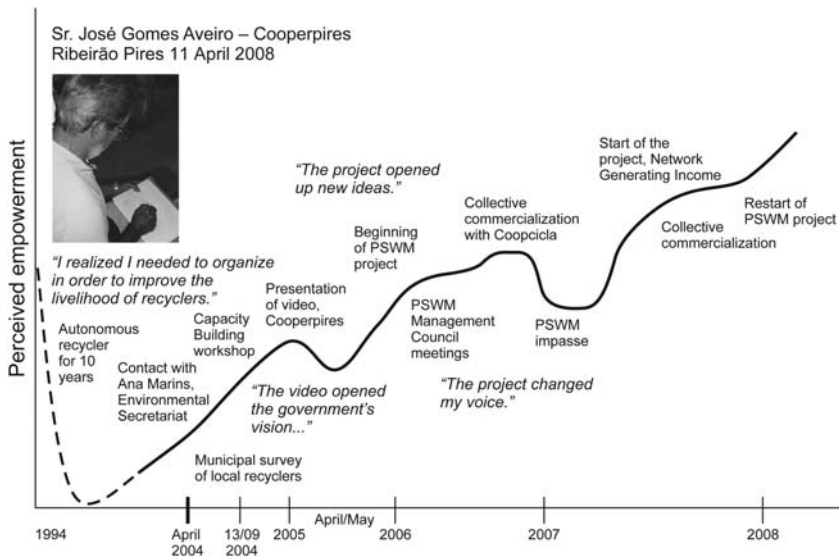 Sr. José Gomes Aveiro – Cooperpires
Ribeirão Pires 11 April 2008
Perceived empowerment
“I realized I needed to organize
in order to improve the
livelihood of recyclers.”
Autonomous
recycler
for 10
years
Contact with
Ana Marins,
Environmental
Secretariat
Capacity
Building
workshop
Municipal survey
of local recyclers
Presentation
of video,
Cooperpires
“The video opened
the government’s
vision...”
“The project opened
up new ideas.”
Beginning
of PSWM
project
PSWM
Management
Council
meetings
Collective
commercialization
with Coopcicla
“The project changed
my voice.”
PSWM
impasse
Start of the
project, Network
Generating Income
Collective
commercialization
Restart of
PSWM project
1994
April
2004
13/09
2004
2005
April/May
2006
2007
2008